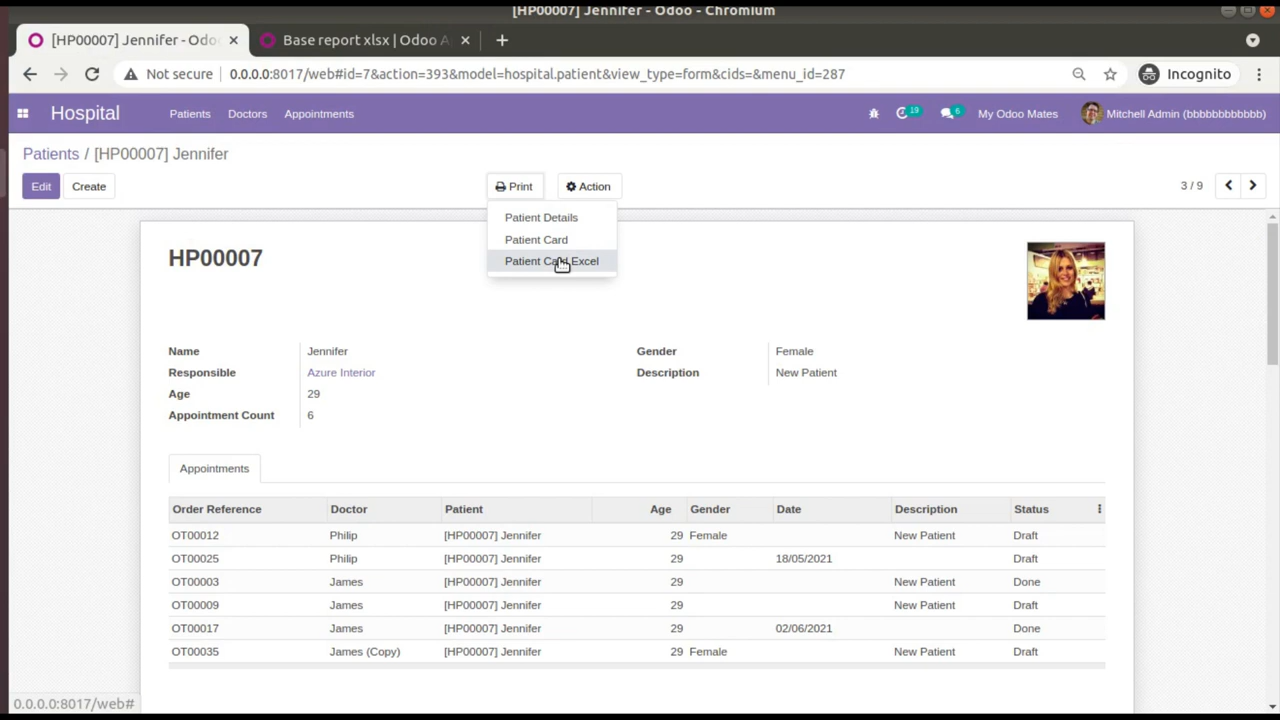 [HP00007] Jennifer - Odoo - Chromium
[HP00007] Jennifer - Odoo
Base report xlsx | Odoo A
Not secure 0.0.0.0:8017/web#id=7&action=393&model=hospital.patient&view_type=form&cids=&menu_id=287 Incognito
Hospital Patients Doctors Appointments 19 6 My Odoo Mates Mitchell Admin (bbbbbbbbbbbb)
Patients / [HP00007] Jennifer
Edit Create Print Action 3 / 9
Patient Details
Patient Card
Patient Card Excel
HP00007
Name Jennifer Gender Female
Responsible Azure Interior Description New Patient
Age 29
Appointment Count 6
Appointments
Order Reference Doctor Patient Age Gender Date Description Status
OT00012 Philip [HP00007] Jennifer 29 Female New Patient Draft
OT00025 Philip [HP00007] Jennifer 29 18/05/2021 Draft
OT00003 James [HP00007] Jennifer 29 New Patient Done
OT00009 James [HP00007] Jennifer 29 New Patient Draft
OT00017 James [HP00007] Jennifer 29 02/06/2021 Done
OT00035 James (Copy) [HP00007] Jennifer 29 Female New Patient Draft
0.0.0.0:8017/web#